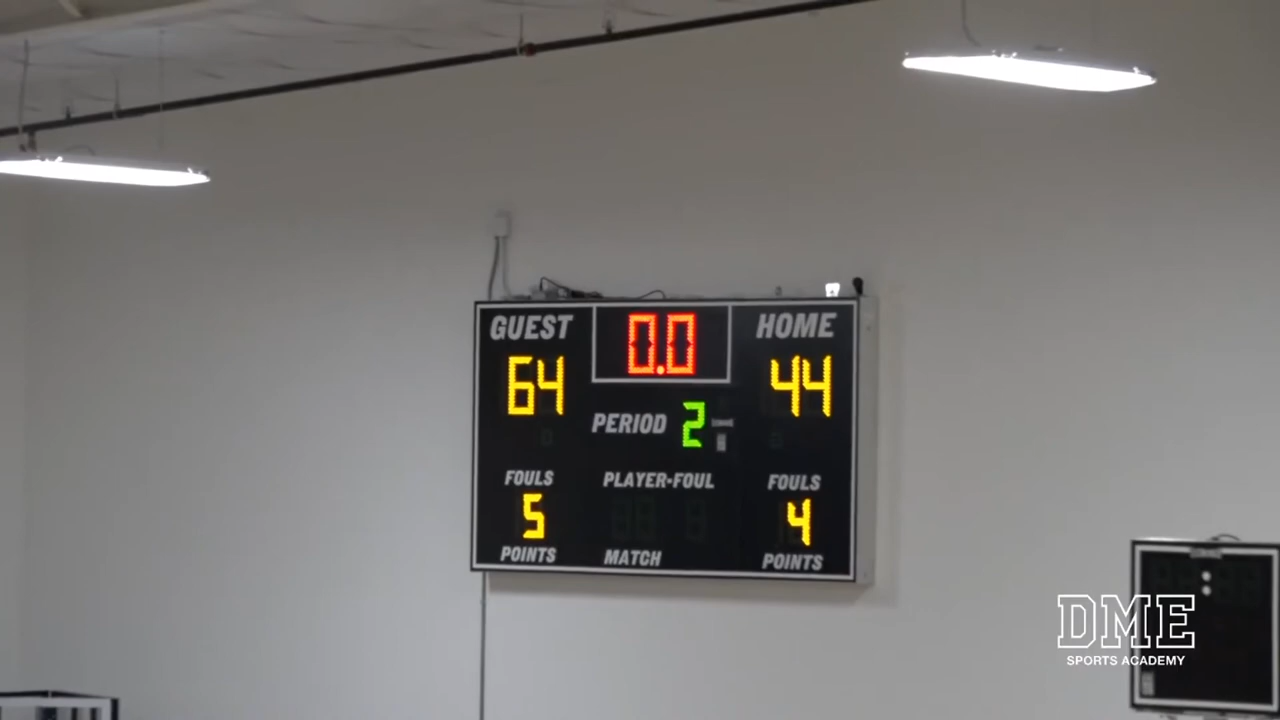 GUEST 0.0 HOME
64 44
PERIOD 2
FOULS PLAYER-FOUL FOULS
5 4
POINTS MATCH POINTS
DME
SPORTS ACADEMY